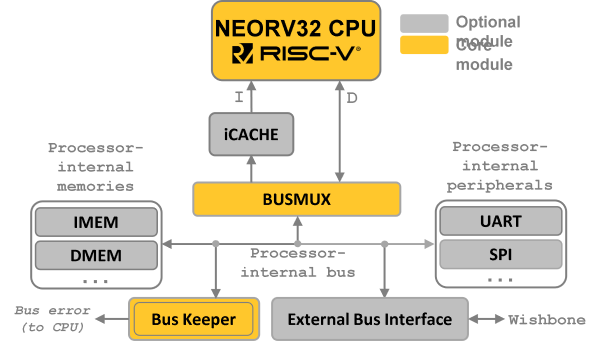 NEORV32 CPU
RISC-V®
Optional
module
Core
module
I
D
iCACHE
Processor-
internal
memories
Processor-
internal
peripherals
BUSMUX
IMEM
DMEM
...
UART
SPI
...
Processor-
internal bus
Bus error
(to CPU)
Bus Keeper
External Bus Interface
Wishbone